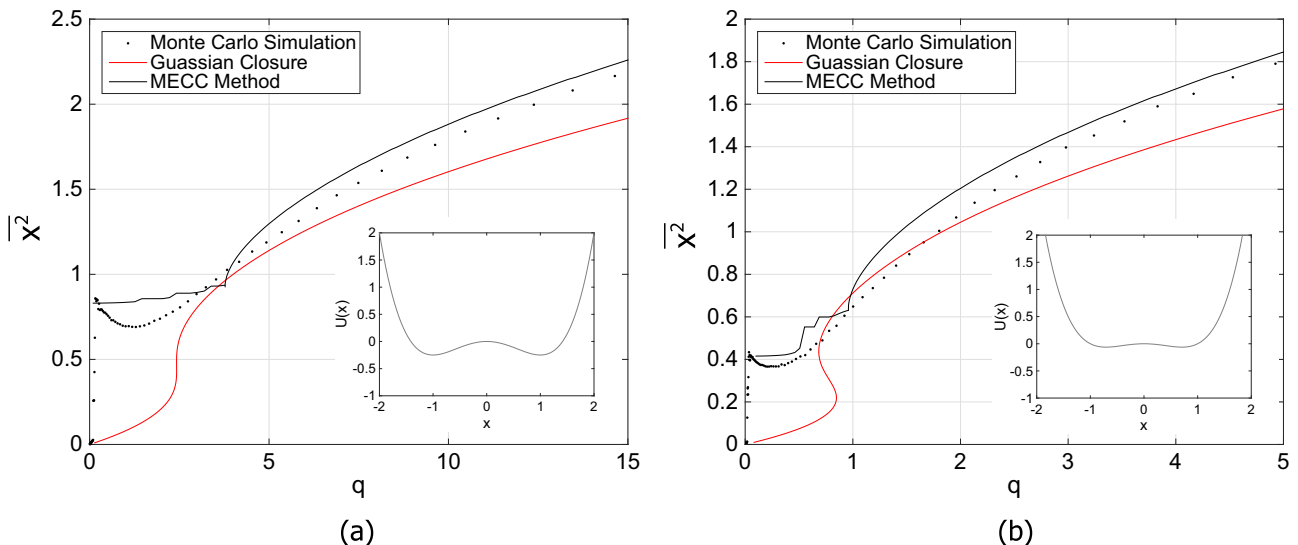 2.5
2
1.5
1
0.5
0
Monte Carlo Simulation
Guassian Closure
MECC Method
x²
0 5 10 15
q
2
1.5
1
0.5
0
-0.5
-1
U(x)
-2 -1 0 1 2
x
(a)
2
1.8
1.6
1.4
1.2
1
0.8
0.6
0.4
0.2
0
Monte Carlo Simulation
Guassian Closure
MECC Method
x²
0 1 2 3 4 5
q
2
1.5
1
0.5
0
-0.5
-1
U(x)
-2 -1 0 1 2
x
(b)